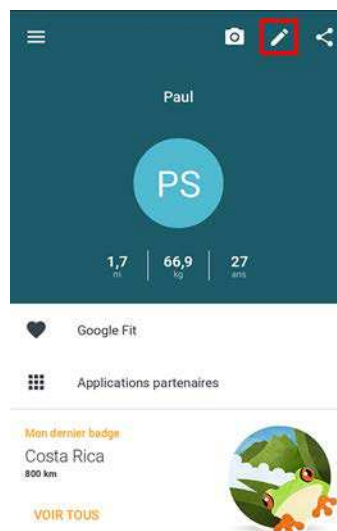 Paul
PS
1,7 66,9 27
m kg ans
Google Fit
Applications partenaires
Mon dernier badge
Costa Rica
800 km
VOIR TOUS